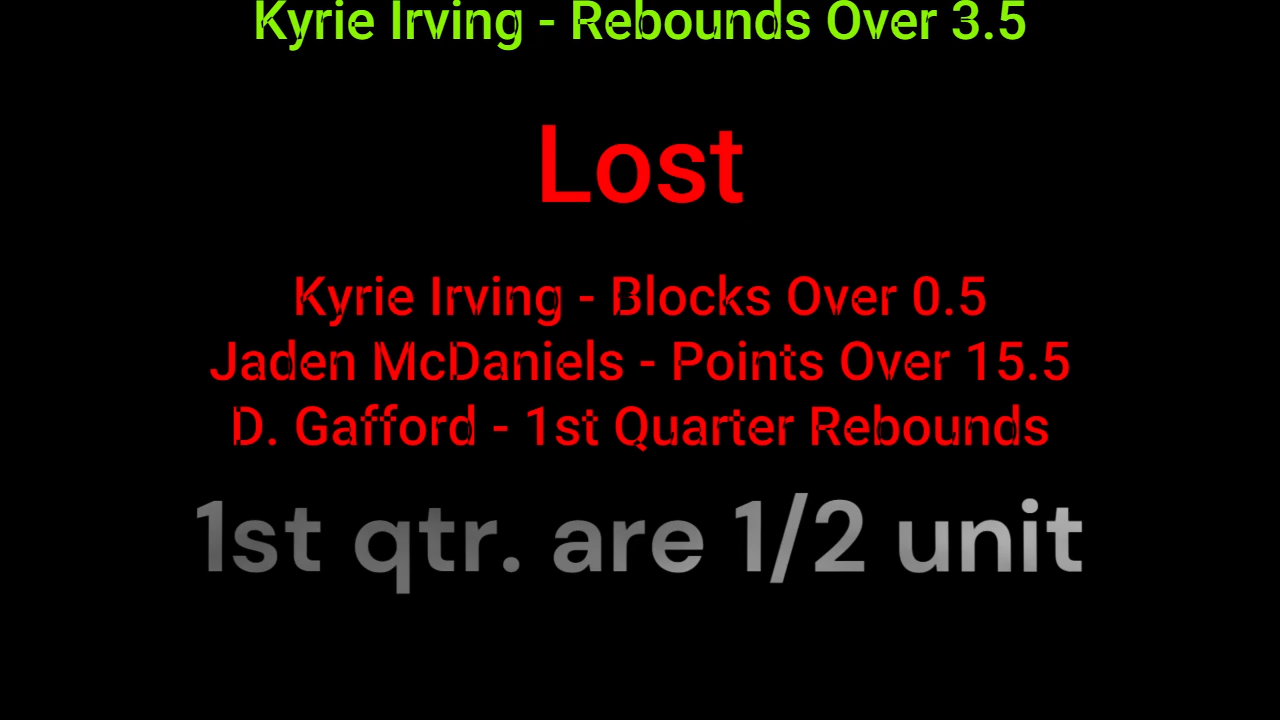 Kyrie Irving - Rebounds Over 3.5
Lost
Kyrie Irving - Blocks Over 0.5
Jaden McDaniels - Points Over 15.5
D. Gafford - 1st Quarter Rebounds
1st qtr. are 1/2 unit